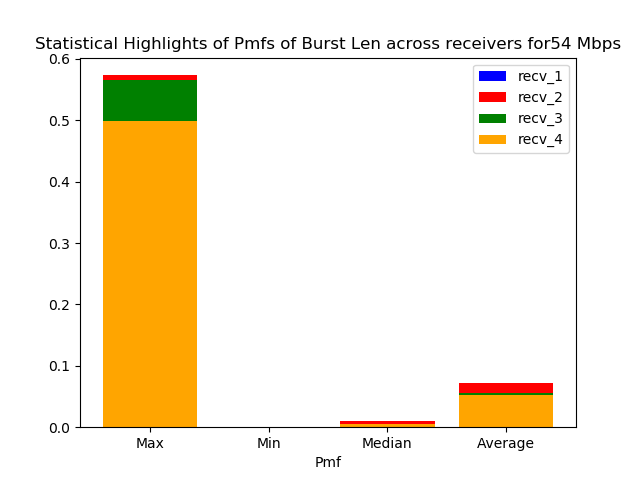 Statistical Highlights of Pmfs of Burst Len across receivers for54 Mbps
0.6
0.5
0.4
0.3
0.2
0.1
0.0
recv_1
recv_2
recv_3
recv_4
Max Min Median Average
Pmf